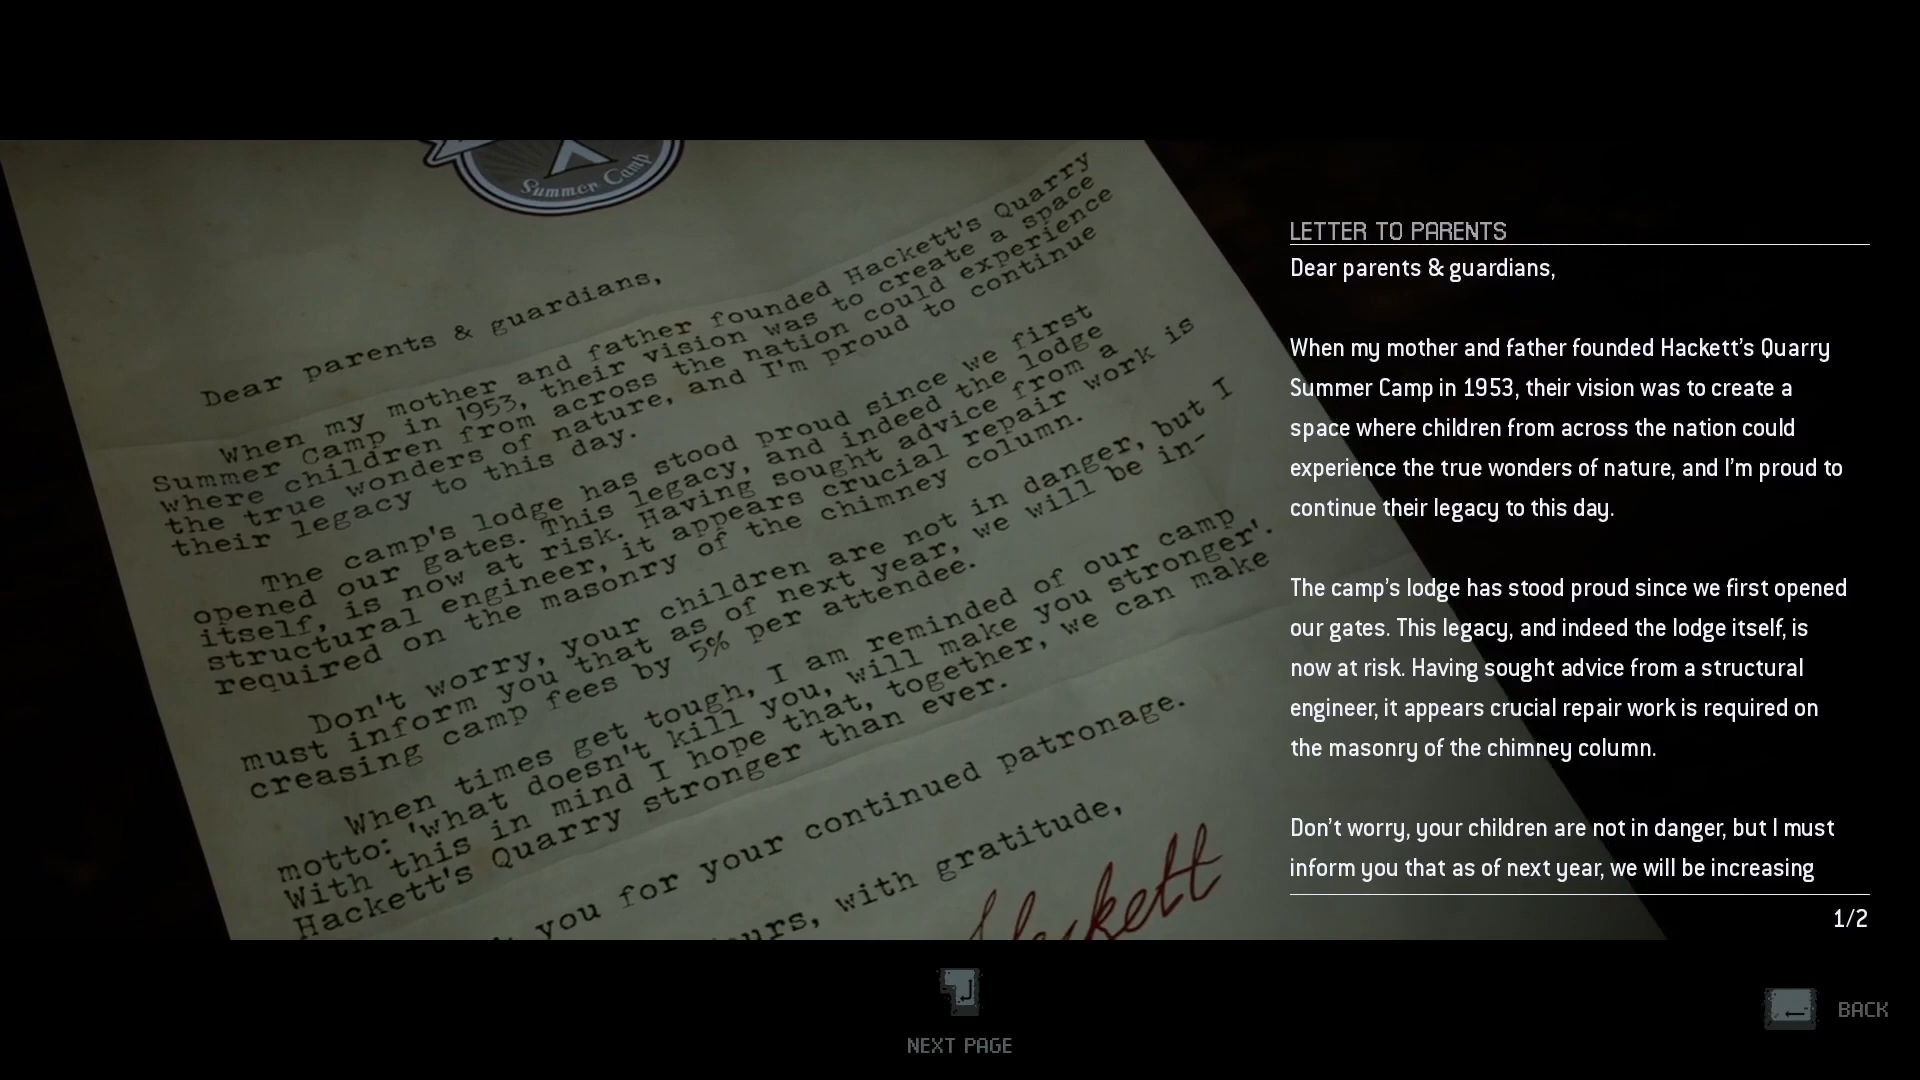 Summer Camp
Dear parents & guardians,
When my mother and father founded Hackett's Quarry
Summer Camp in 1953, their vision was to create a space
where children from across the nation could experience
the true wonders of nature, and I'm proud to continue
their legacy to this day.
The camp's lodge has stood proud since we first
opened our gates. This legacy, and indeed the lodge
itself, is now at risk. Having sought advice from a
structural engineer, it appears crucial repair work is
required on the masonry of the chimney column.
Don't worry, your children are not in danger, but I
must inform you that as of next year, we will be in-
creasing camp fees by 5% per attendee.
When times get tough, I am reminded of our camp
motto: 'what doesn't kill you, will make you stronger'.
With this in mind I hope that, together, we can make
Hackett's Quarry stronger than ever.
you for your continued patronage.
with gratitude,
Hackett
LETTER TO PARENTS
Dear parents & guardians,
When my mother and father founded Hackett's Quarry
Summer Camp in 1953, their vision was to create a
space where children from across the nation could
experience the true wonders of nature, and I'm proud to
continue their legacy to this day.
The camp's lodge has stood proud since we first opened
our gates. This legacy, and indeed the lodge itself, is
now at risk. Having sought advice from a structural
engineer, it appears crucial repair work is required on
the masonry of the chimney column.
Don't worry, your children are not in danger, but I must
inform you that as of next year, we will be increasing
1/2
NEXT PAGE
BACK